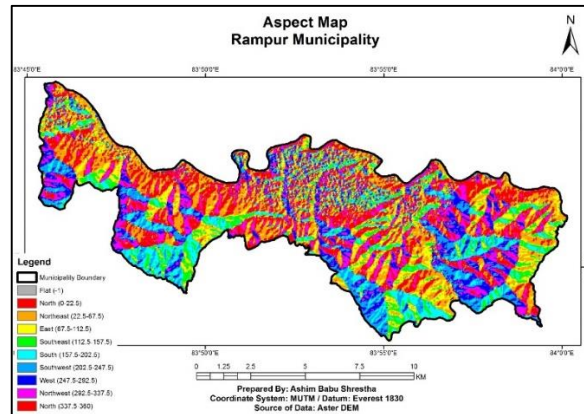 Aspect Map
Rampur Municipality
N
83°45'0"E
83°50'0"E
83°55'0"E
84°0'0"E
Legend
Municipality Boundary
Flat (-1)
North (0-22.5)
Northeast (22.5-67.5)
East (67.5-112.5)
Southeast (112.5-157.5)
South (157.5-202.5)
Southwest (202.5-247.5)
West (247.5-292.5)
Northwest (292.5-337.5)
North (337.5-360)
83°50'0"E
83°55'0"E
84°0'0"E
0 1.25 2.5 5 7.5 10
KM
Prepared By: Ashim Babu Shrestha
Coordinate System: MUTM / Datum: Everest 1830
Source of Data: Aster DEM